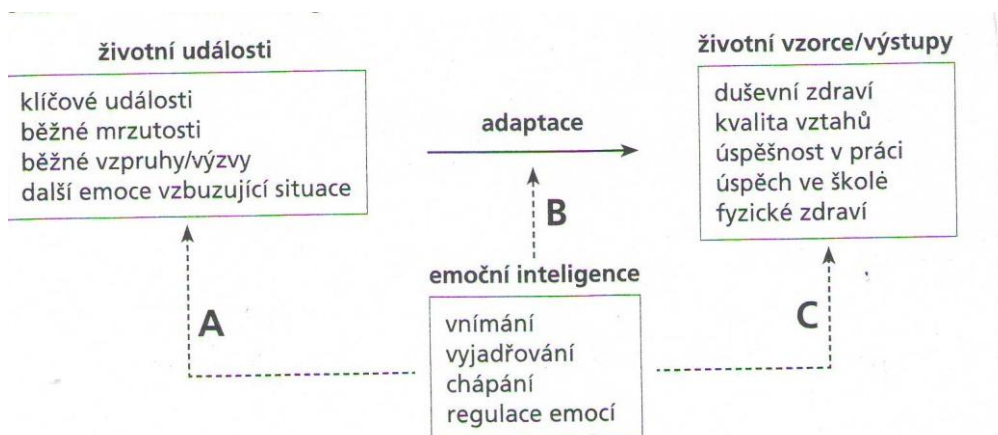 životní události
klíčové události
běžné mrzutosti
běžné vzpruhy/výzvy
další emoce vzbuzující situace
adaptace
životní vzorce/výstupy
duševní zdraví
kvalita vztahů
úspěšnost v práci
úspěch ve škole
fyzické zdraví
A
B
C
emoční inteligence
vnímání
vyjadřování
chápání
regulace emocí